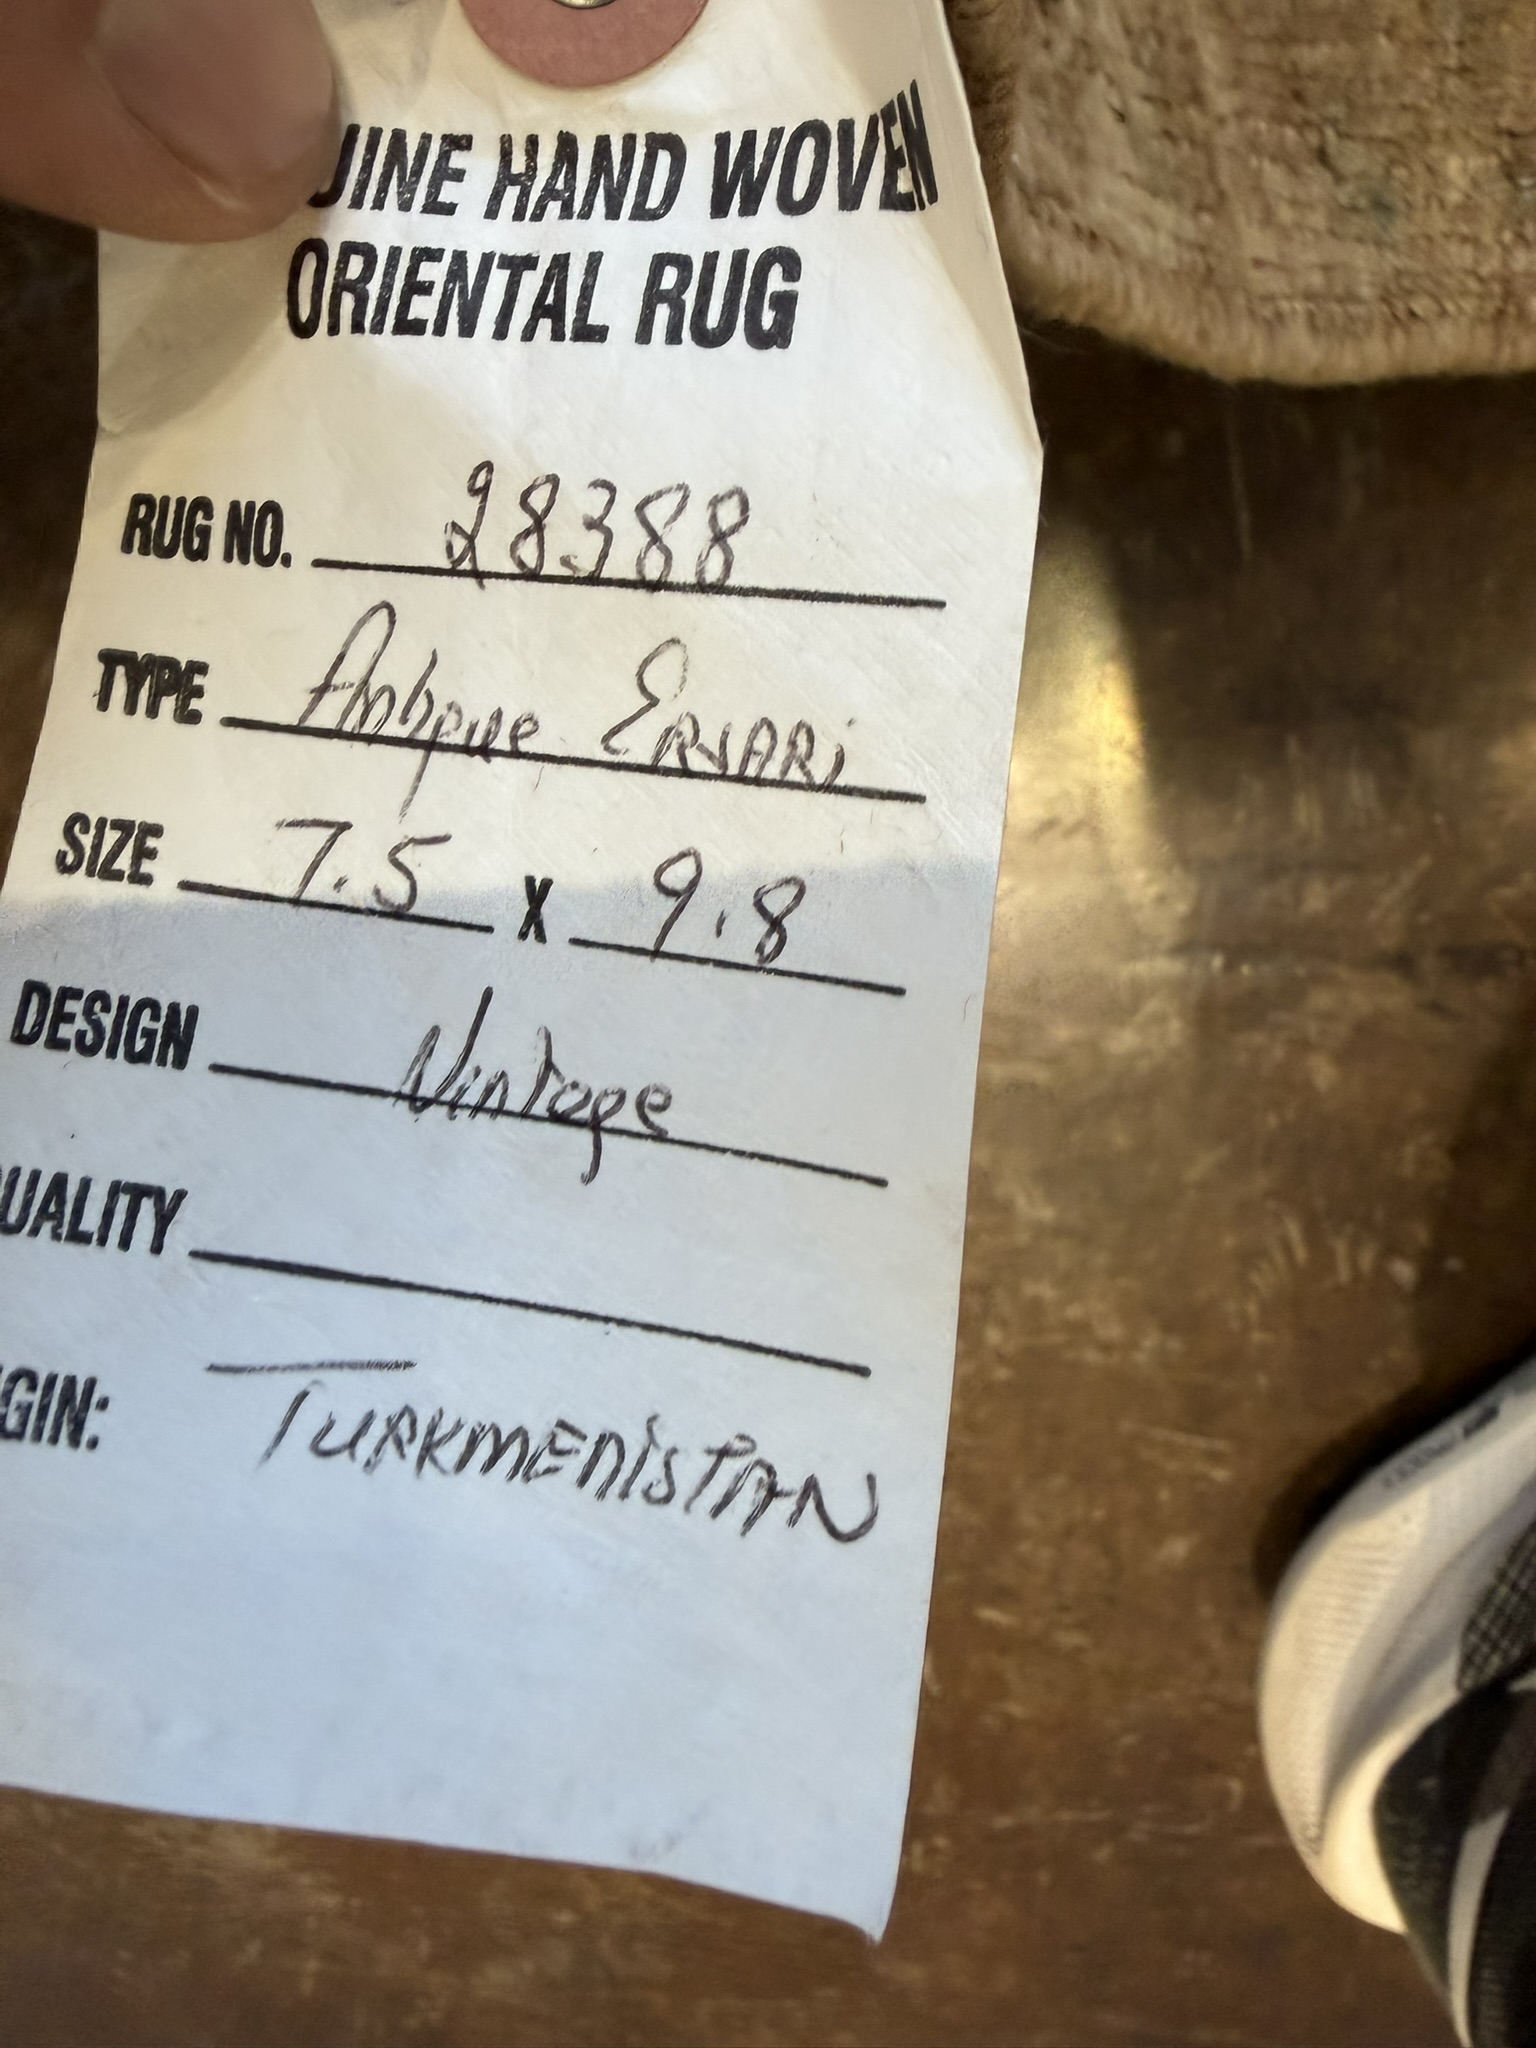 UINE HAND WOVEN
ORIENTAL RUG
RUG NO. 28388
TYPE Antique Ersari
SIZE 7.5 X 9.8
DESIGN Vintage
UALITY
GIN: TURKMENISTAN